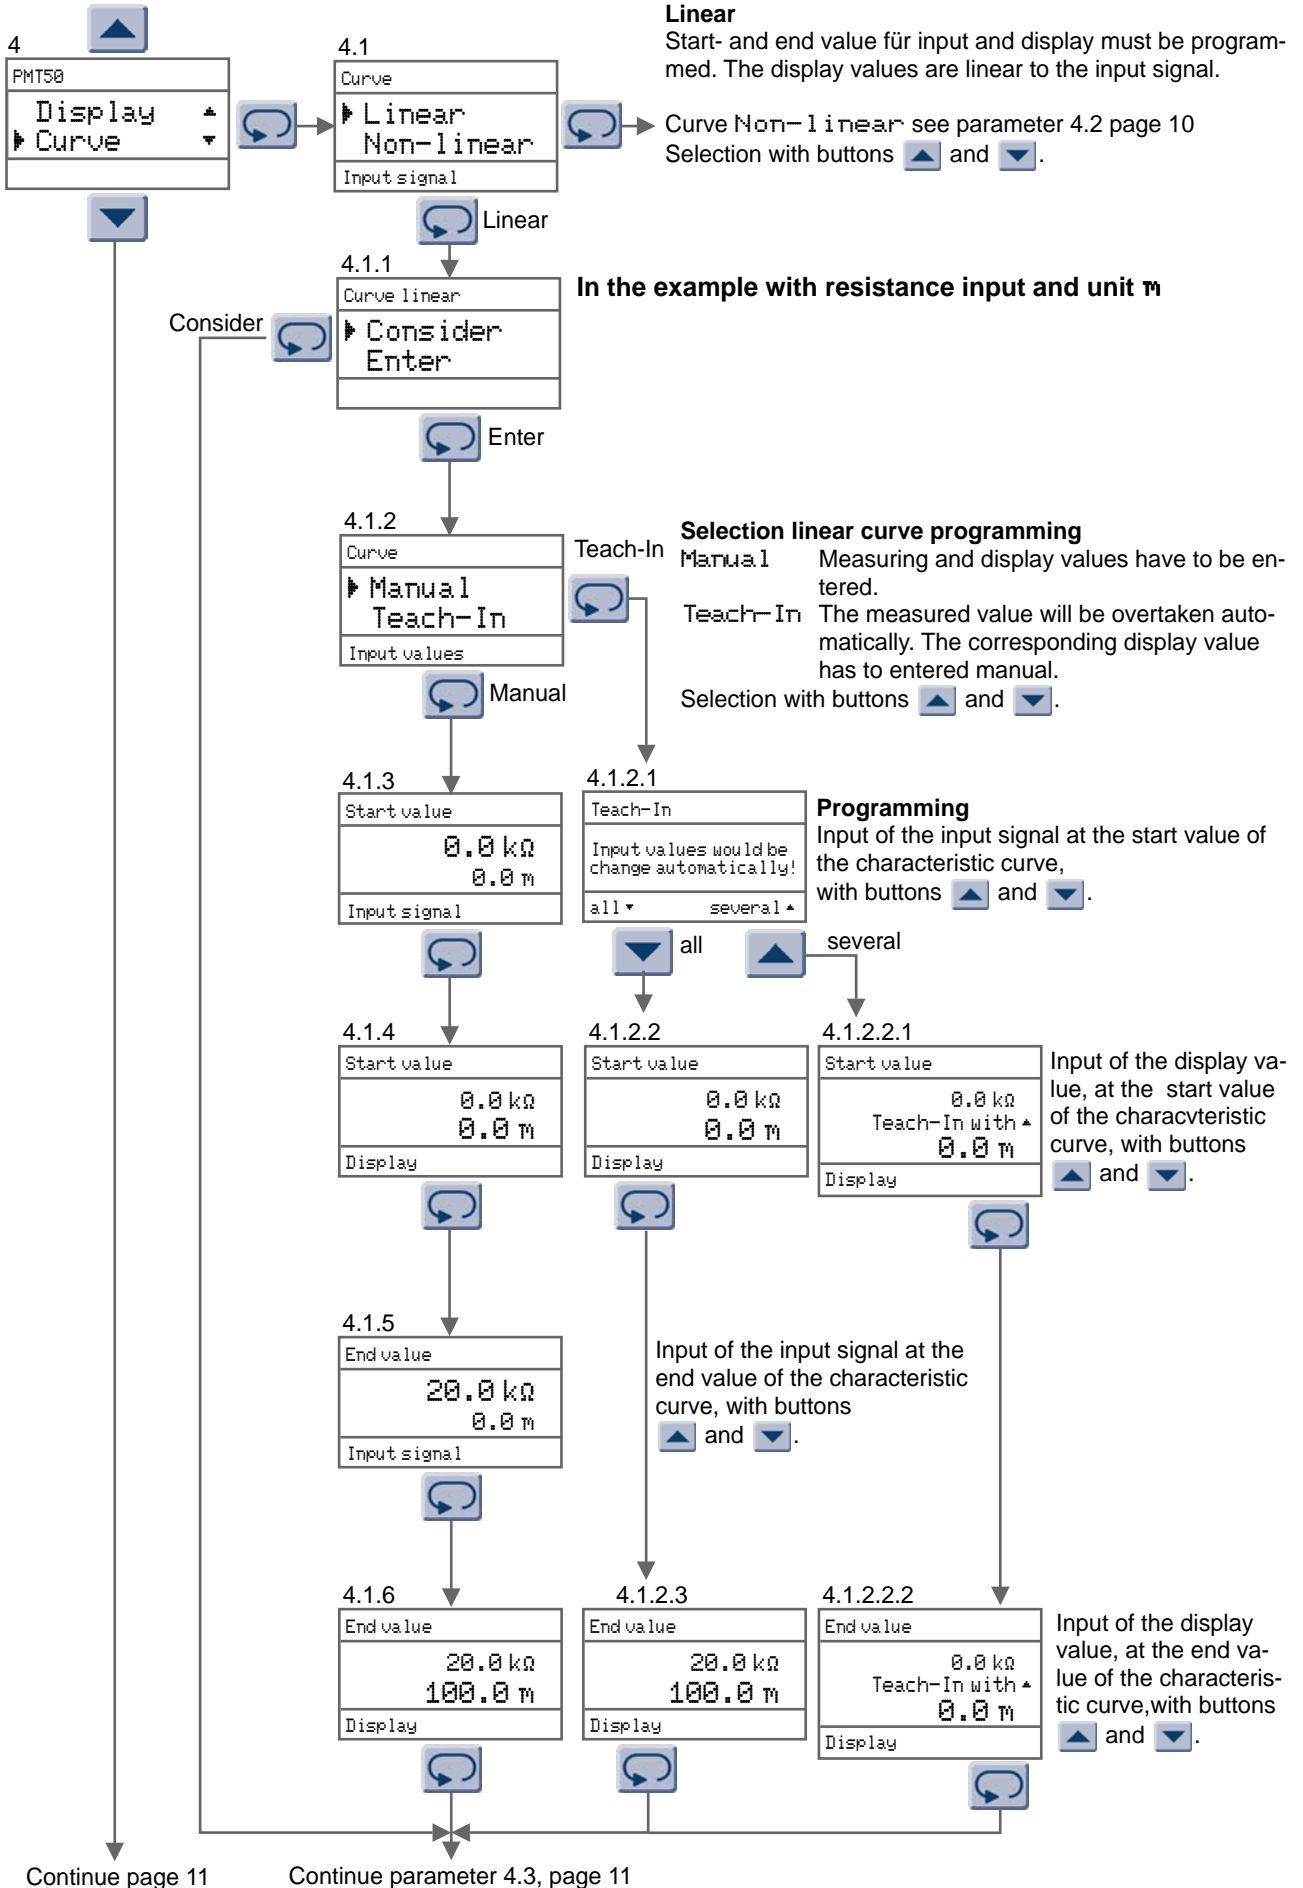 Linear
Start- and end value für input and display must be program-
med. The display values are linear to the input signal.
4
PMT50
Display
Curve
4.1
Curve
Linear
Non-linear
Input signal
Curve Non-linear see parameter 4.2 page 10
Selection with buttons and .
Linear
4.1.1
Curve linear
Consider
Enter
In the example with resistance input and unit m
Consider
Enter
4.1.2
Curve
Manual
Teach-In
Input values
Teach-In
Selection linear curve programming
Manual Measuring and display values have to be en-
tered.
Teach-In The measured value will be overtaken auto-
matically. The corresponding display value
has to entered manual.
Selection with buttons and .
Manual
4.1.3
Start value
0.0 kΩ
0.0 m
Input signal
4.1.2.1
Teach-In
Input values would be
change automatically!
all several
Programming
Input of the input signal at the start value of
the characteristic curve,
with buttons and .
all
several
4.1.4
Start value
0.0 kΩ
0.0 m
Display
4.1.2.2
Start value
0.0 kΩ
0.0 m
Display
4.1.2.2.1
Start value
0.0 kΩ
Teach-In with
0.0 m
Display
Input of the display va-
lue, at the start value
of the characvteristic
curve, with buttons
and .
4.1.5
End value
20.0 kΩ
0.0 m
Input signal
Input of the input signal at the
end value of the characteristic
curve, with buttons
and .
4.1.6
End value
20.0 kΩ
100.0 m
Display
4.1.2.3
End value
20.0 kΩ
100.0 m
Display
4.1.2.2.2
End value
0.0 kΩ
Teach-In with
0.0 m
Display
Input of the display
value, at the end va-
lue of the characteris-
tic curve,with buttons
and .
Continue page 11
Continue parameter 4.3, page 11